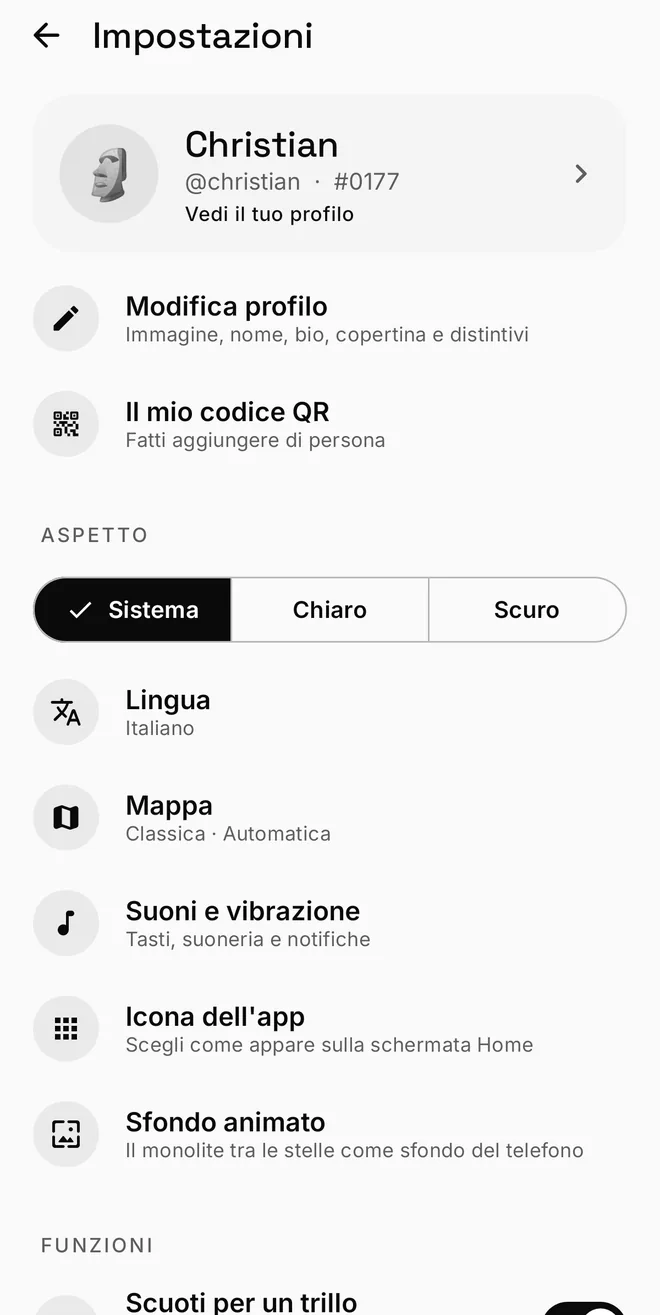 Impostazioni
Christian
@christian · #0177
Vedi il tuo profilo
Modifica profilo
Immagine, nome, bio, copertina e distintivi
Il mio codice QR
Fatti aggiungere di persona
ASPETTO
Sistema
Chiaro
Scuro
Lingua
Italiano
Mappa
Classica · Automatica
Suoni e vibrazione
Tasti, suoneria e notifiche
Icona dell'app
Scegli come appare sulla schermata Home
Sfondo animato
Il monolite tra le stelle come sfondo del telefono
FUNZIONI
Scuoti per un trillo